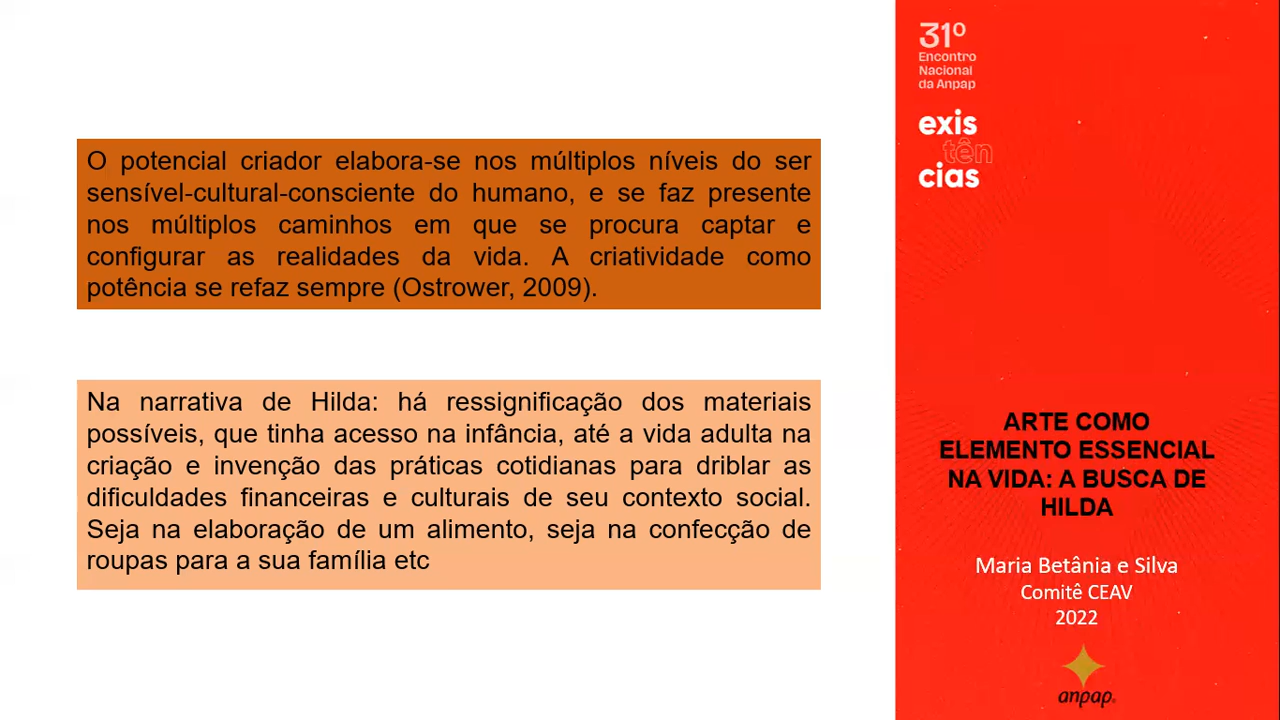 O potencial criador elabora-se nos múltiplos níveis do ser
sensível-cultural-consciente do humano, e se faz presente
nos múltiplos caminhos em que se procura captar e
configurar as realidades da vida. A criatividade como
potência se refaz sempre (Ostrower, 2009).
Na narrativa de Hilda: há ressignificação dos materiais
possíveis, que tinha acesso na infância, até a vida adulta na
criação e invenção das práticas cotidianas para driblar as
dificuldades financeiras e culturais de seu contexto social.
Seja na elaboração de um alimento, seja na confecção de
roupas para a sua família etc
31º
Encontro
Nacional
da Anpap
exis
tên
cias
ARTE COMO
ELEMENTO ESSENCIAL
NA VIDA: A BUSCA DE
HILDA
Maria Betânia e Silva
Comitê CEAV
2022
anpap